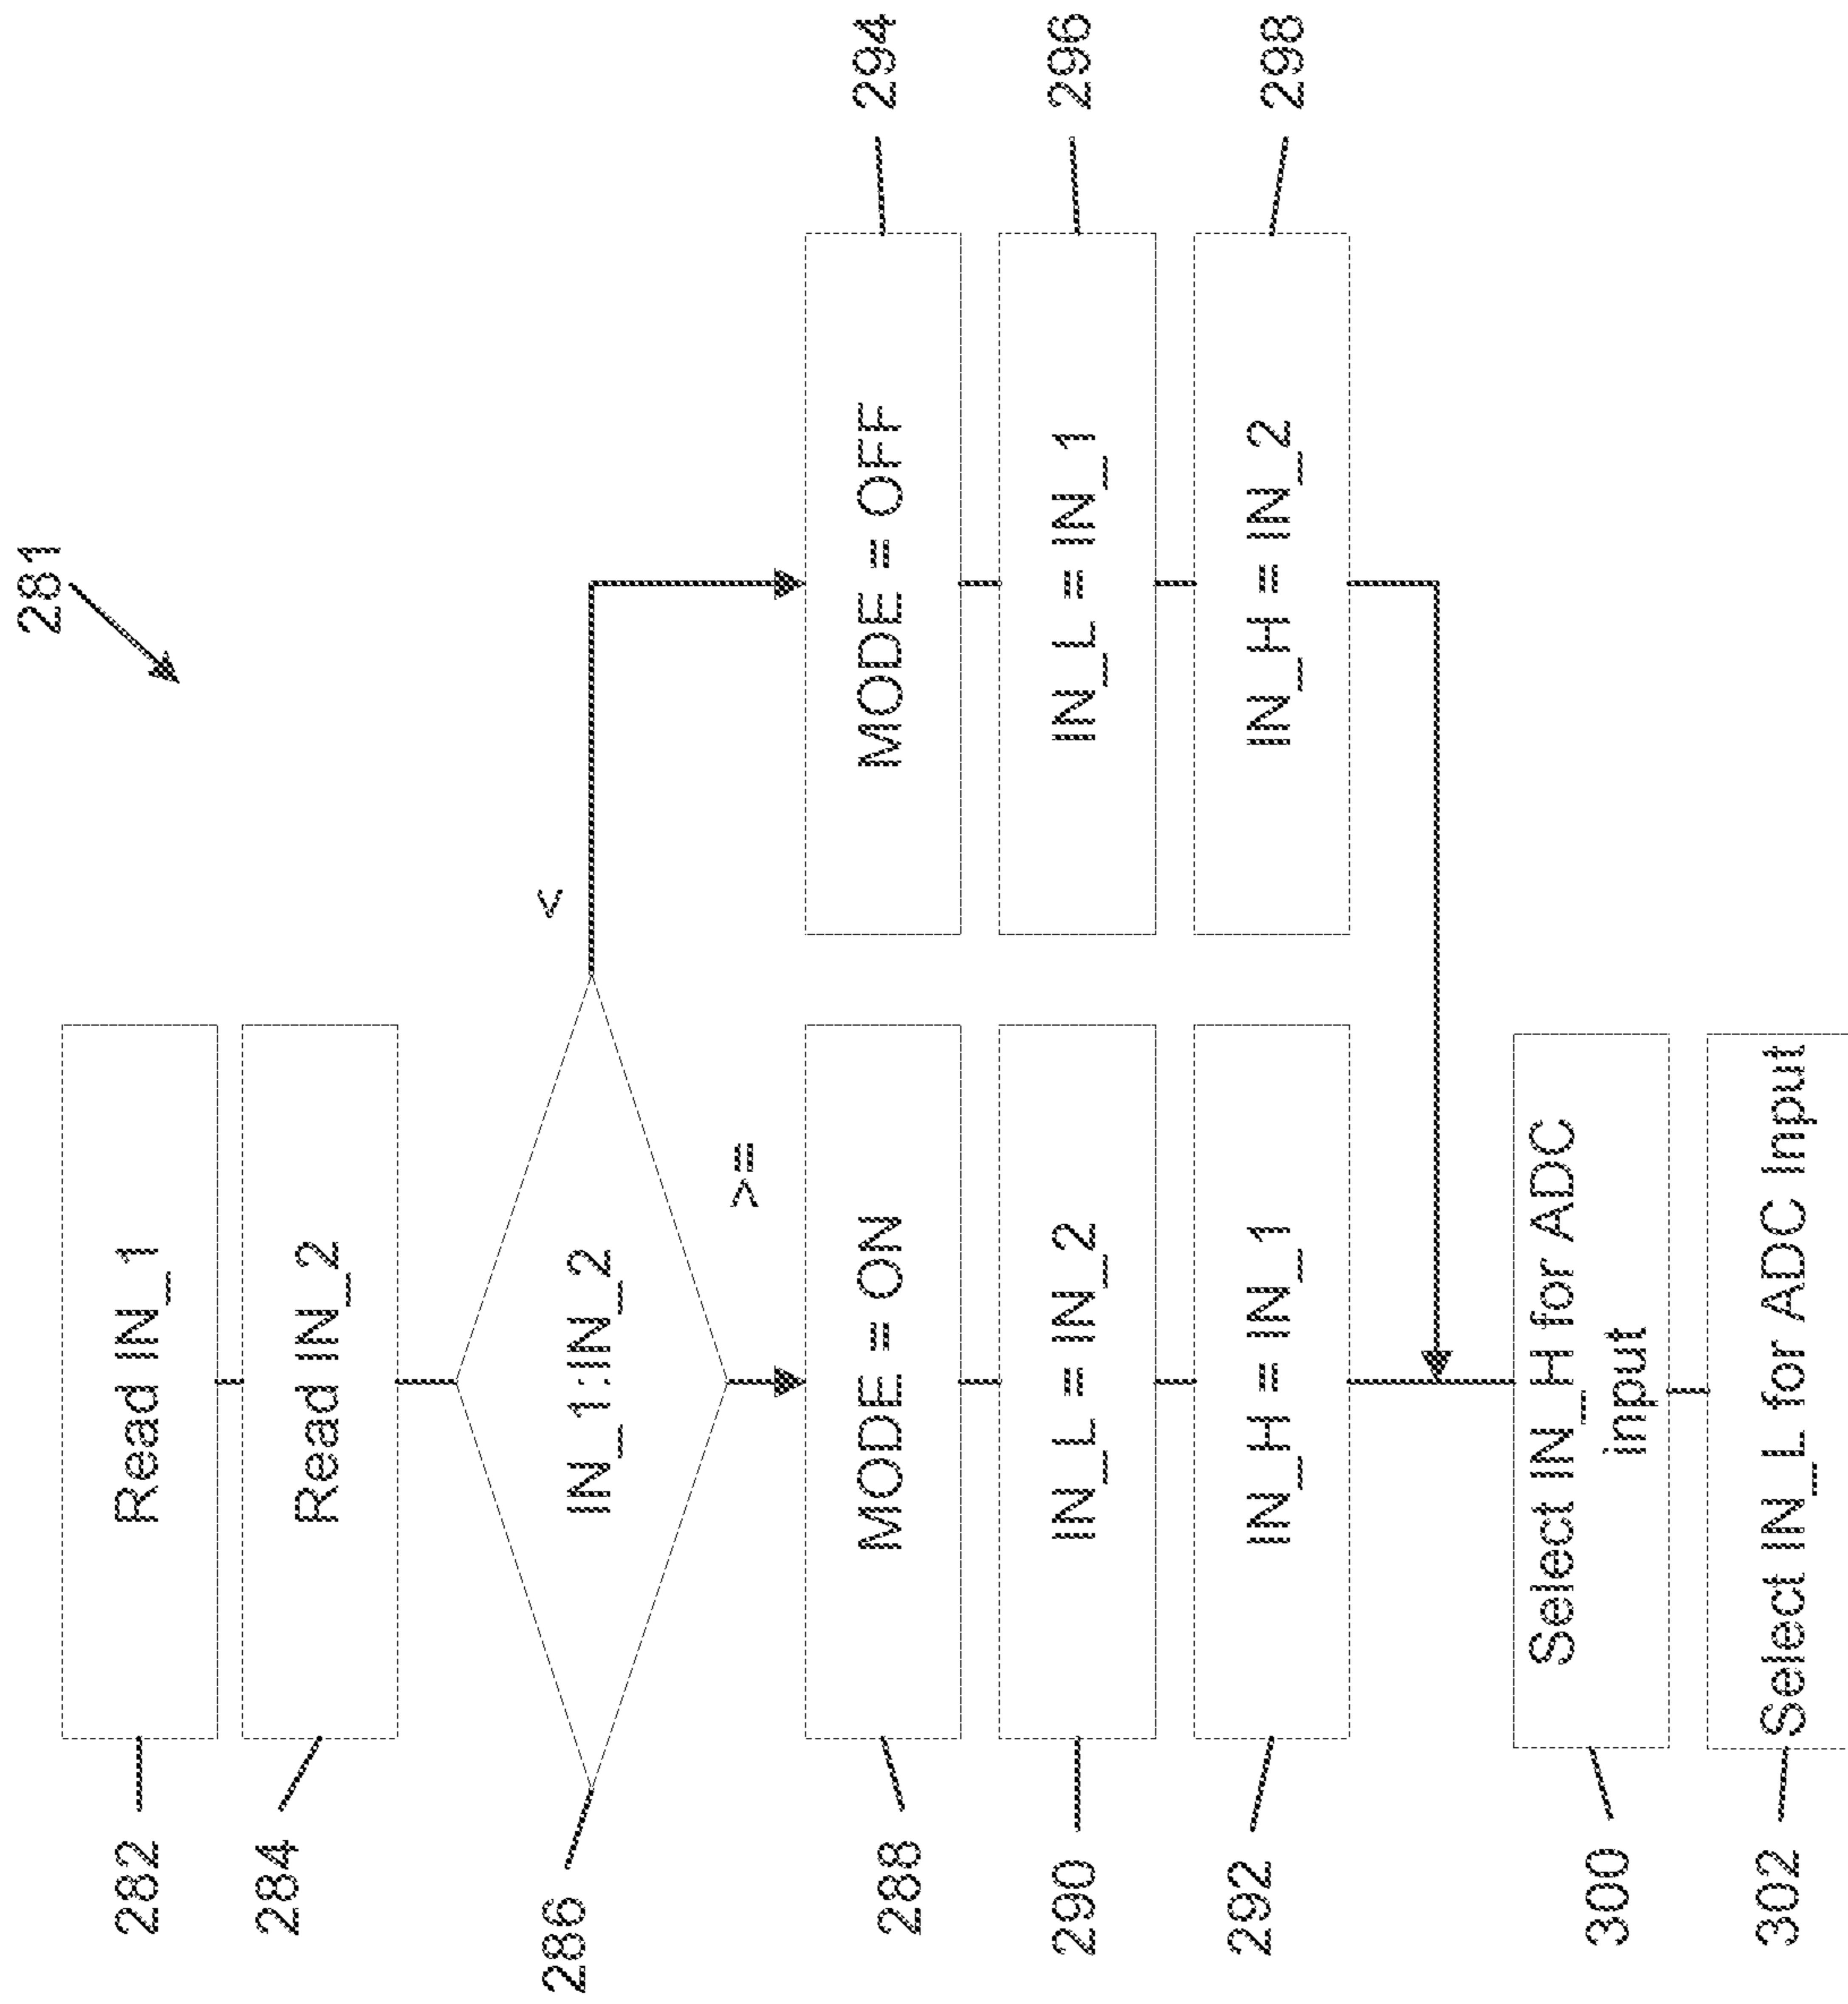 281
282
Read IN_1
284
Read IN_2
286
IN_1:IN_2
<
>=
288
MODE = ON
290
IN_L = IN_2
292
IN_H = IN_1
MODE = OFF
294
IN_L = IN_1
296
IN_H = IN_2
298
300
Select IN_H for ADC
input
302
Select IN_L for ADC Input